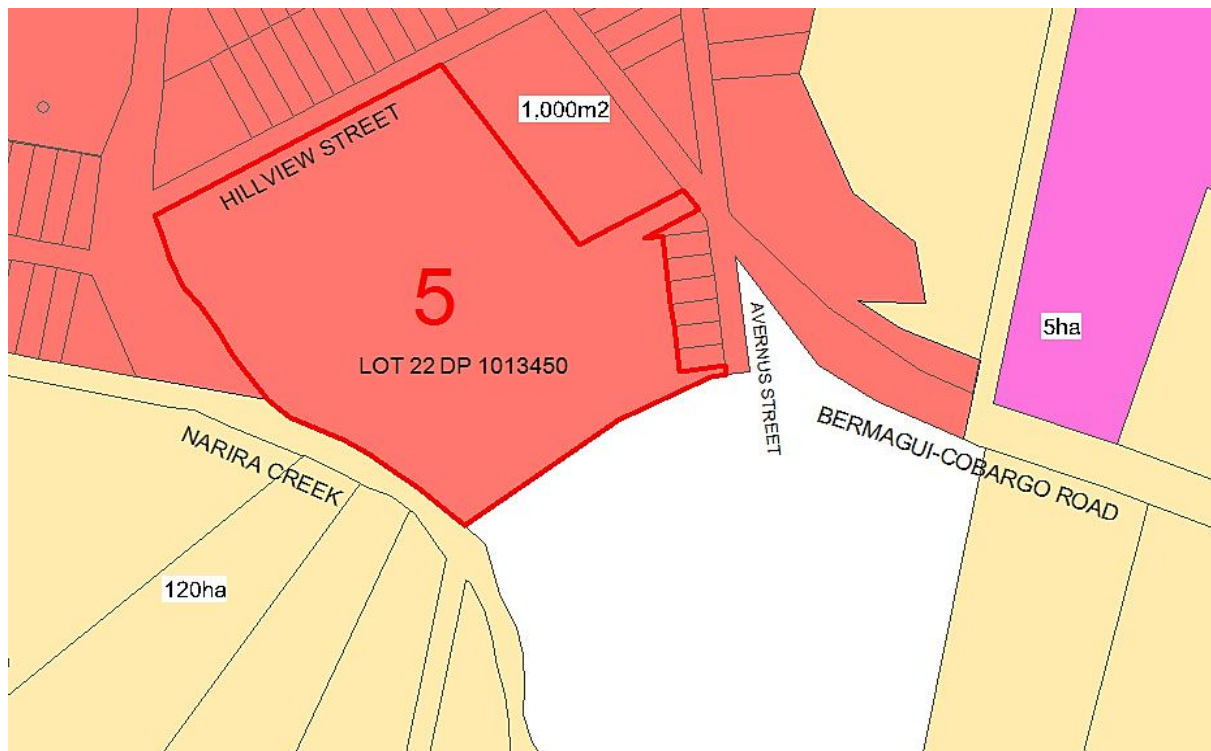 1,000m2
HILLVIEW STREET
5
LOT 22 DP 1013450
AVERNUS STREET
5ha
BERMAGUI-COBARGO ROAD
NARIRA CREEK
120ha